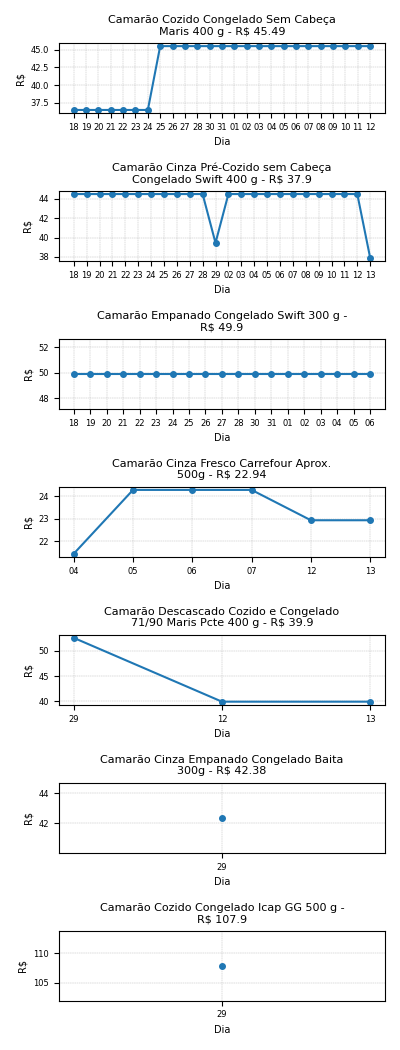 Camarão Cozido Congelado Sem Cabeça
Maris 400 g - R$ 45.49
45.0
42.5
40.0
37.5
R$
18 19 20 21 22 23 24 25 26 27 28 30 31 01 02 03 04 05 06 07 08 09 10 11 12
Dia
Camarão Cinza Pré-Cozido sem Cabeça
Congelado Swift 400 g - R$ 37.9
44
42
40
38
R$
18 19 20 21 22 23 24 25 26 27 28 29 02 03 04 05 06 07 08 09 10 11 12 13
Dia
Camarão Empanado Congelado Swift 300 g -
R$ 49.9
52
50
48
R$
18 19 20 21 22 23 24 25 26 27 28 30 31 01 02 03 04 05 06
Dia
Camarão Cinza Fresco Carrefour Aprox.
500g - R$ 22.94
24
23
22
R$
04 05 06 07 12 13
Dia
Camarão Descascado Cozido e Congelado
71/90 Maris Pcte 400 g - R$ 39.9
50
45
40
R$
29 12 13
Dia
Camarão Cinza Empanado Congelado Baita
300g - R$ 42.38
44
42
R$
29
Dia
Camarão Cozido Congelado Icap GG 500 g -
R$ 107.9
110
105
R$
29
Dia